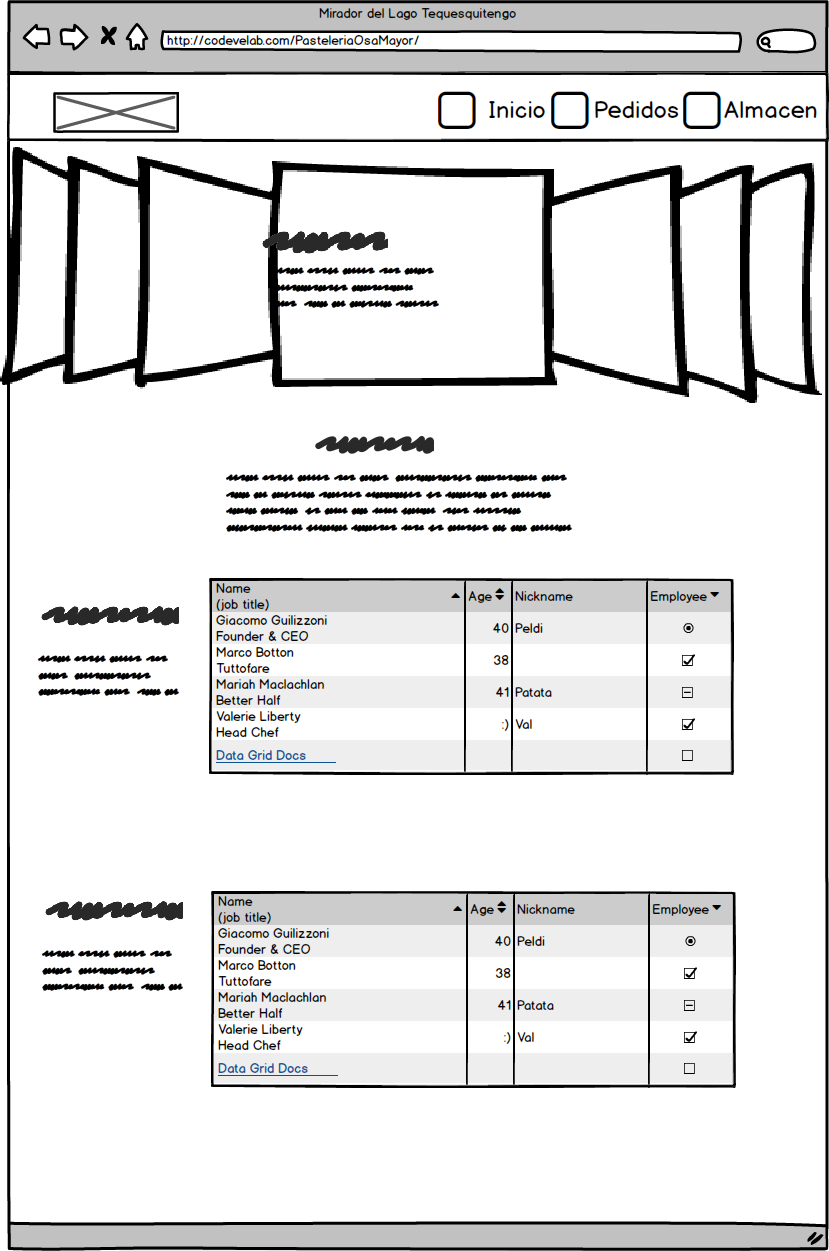 Mirador del Lago Tequesquitengo
http://codevelab.com/PasteleriaOsaMayor/
Inicio Pedidos Almacen
Name
(job title) Age Nickname Employee
Giacomo Guilizzoni
Founder & CEO 40 Peldi
Marco Botton
Tuttofare 38
Mariah Maclachlan
Better Half 41 Patata
Valerie Liberty
Head Chef :) Val
Data Grid Docs
Name
(job title) Age Nickname Employee
Giacomo Guilizzoni
Founder & CEO 40 Peldi
Marco Botton
Tuttofare 38
Mariah Maclachlan
Better Half 41 Patata
Valerie Liberty
Head Chef :) Val
Data Grid Docs